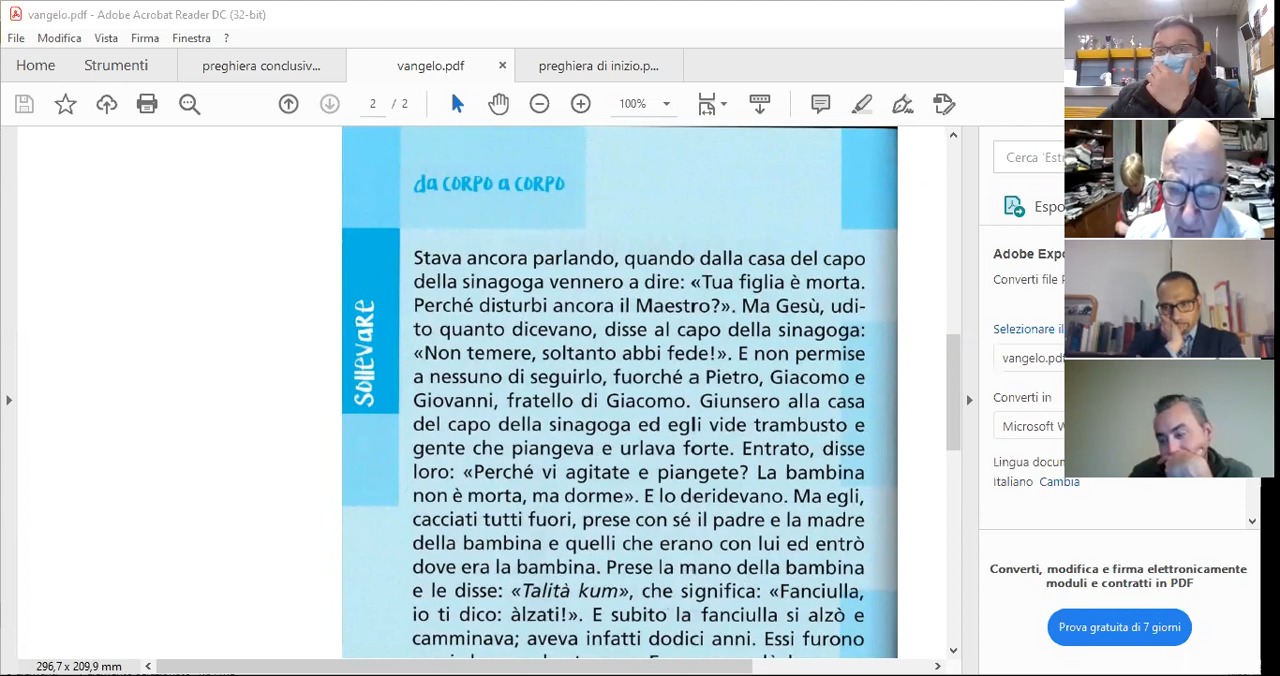 vangelo.pdf - Adobe Acrobat Reader DC (32-bit)
File Modifica Vista Firma Finestra ?
Home Strumenti preghiera conclusiv... vangelo.pdf × preghiera di inizio.p...
2 / 2 100%
Cerca 'Est
da CORPO a CORPO
Sollevare
Stava ancora parlando, quando dalla casa del capo
della sinagoga vennero a dire: «Tua figlia è morta.
Perché disturbi ancora il Maestro?». Ma Gesù, udi-
to quanto dicevano, disse al capo della sinagoga:
«Non temere, soltanto abbi fede!». E non permise
a nessuno di seguirlo, fuorché a Pietro, Giacomo e
Giovanni, fratello di Giacomo. Giunsero alla casa
del capo della sinagoga ed egli vide trambusto e
gente che piangeva e urlava forte. Entrato, disse
loro: «Perché vi agitate e piangete? La bambina
non è morta, ma dorme». E lo deridevano. Ma egli,
cacciati tutti fuori, prese con sé il padre e la madre
della bambina e quelli che erano con lui ed entrò
dove era la bambina. Prese la mano della bambina
e le disse: «Talità kum», che significa: «Fanciulla,
io ti dico: àlzati!». E subito la fanciulla si alzò e
camminava; aveva infatti dodici anni. Essi furono
Espo
Adobe Expo
Converti file
Selezionare il
vangelo.pd
Converti in
Microsoft W
Lingua docum
Italiano Cambia
Converti, modifica e firma elettronicamente
moduli e contratti in PDF
Prova gratuita di 7 giorni
296,7 x 209,9 mm